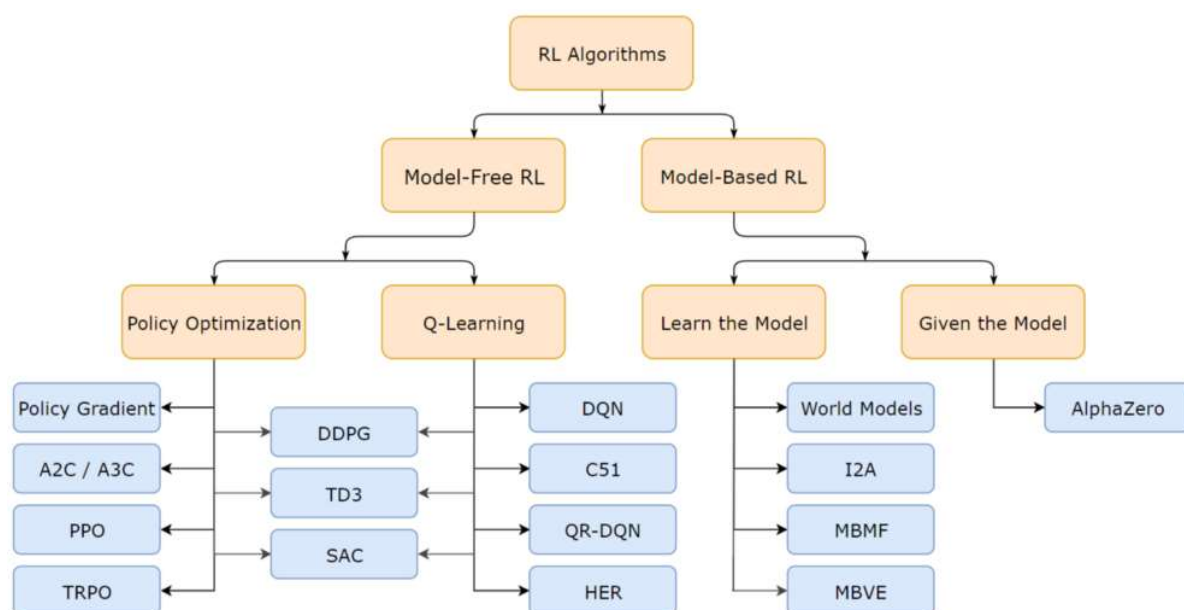 RL Algorithms
Model-Free RL
Model-Based RL
Policy Optimization
Q-Learning
Learn the Model
Given the Model
Policy Gradient
DDPG
DQN
World Models
AlphaZero
A2C / A3C
TD3
C51
I2A
PPO
SAC
QR-DQN
MBMF
TRPO
HER
MBVE